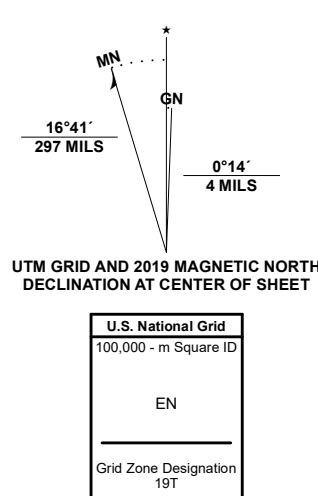 MN
GN
16°41´
297 MILS
0°14´
4 MILS
UTM GRID AND 2019 MAGNETIC NORTH
DECLINATION AT CENTER OF SHEET
U.S. National Grid
100,000 - m Square ID
EN
Grid Zone Designation
19T